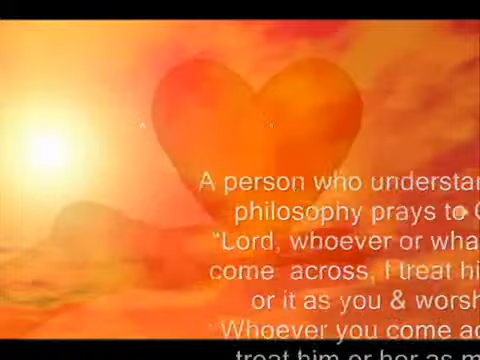 A person who understan
philosophy prays to
"Lord, whoever or wha
come across, I treat hi
or it as you & worsh
Whoever you come ac
treat him or her as m